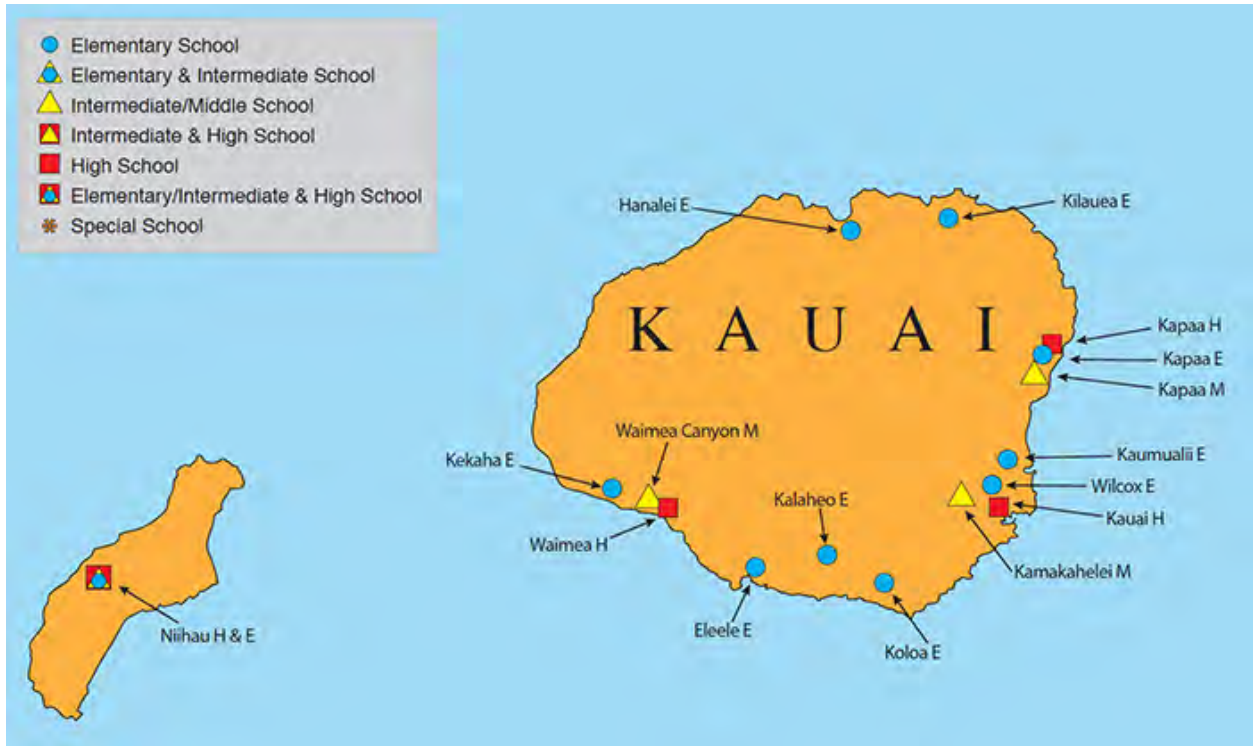 Elementary School
Elementary & Intermediate School
Intermediate/Middle School
Intermediate & High School
High School
Elementary/Intermediate & High School
Special School
Hanalei E
Kilauea E
KAUAI
Kapaa H
Kapaa E
Kapaa M
Waimea Canyon M
Kekaha E
Kaumualii E
Wilcox E
Kalaheo E
Kauai H
Waimea H
Kamakahelei M
Eleele E
Koloa E
Niihau H & E